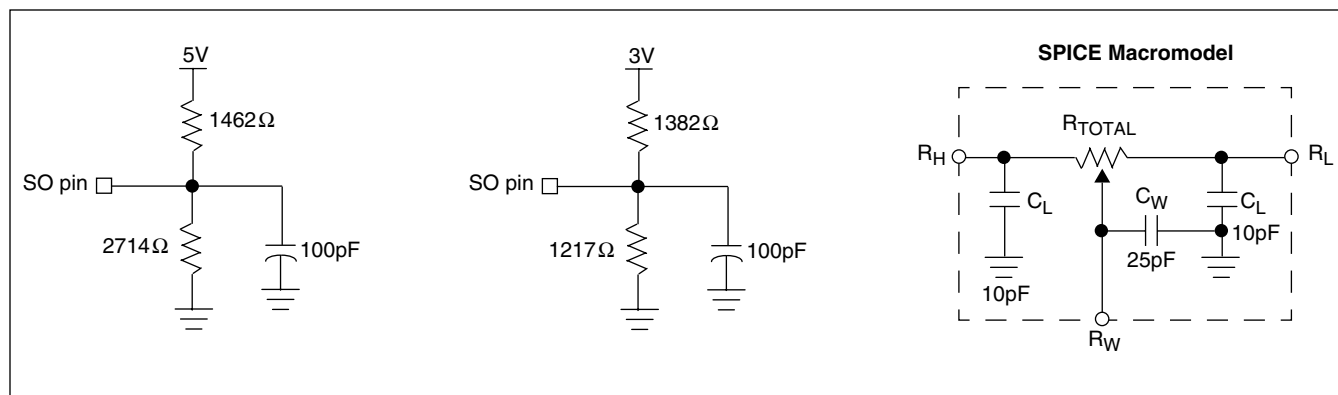 5V
1462Ω
SO pin
2714Ω
100pF
3V
1382Ω
SO pin
1217Ω
100pF
SPICE Macromodel
R_TOTAL
R_H
R_L
C_L
C_W
C_L
10pF
25pF
10pF
R_W